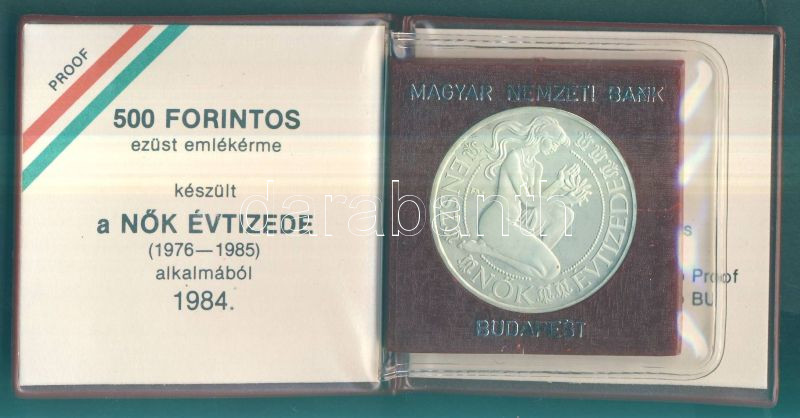 PROOF
500 FORINTOS
ezüst emlékérme
készült
a NŐK ÉVTIZEDE
(1976—1985)
alkalmából
1984.
MAGYAR NEMZETI BANK
NŐK ÉVTIZEDE
BUDAPEST
s
Proof
BU
darabanth